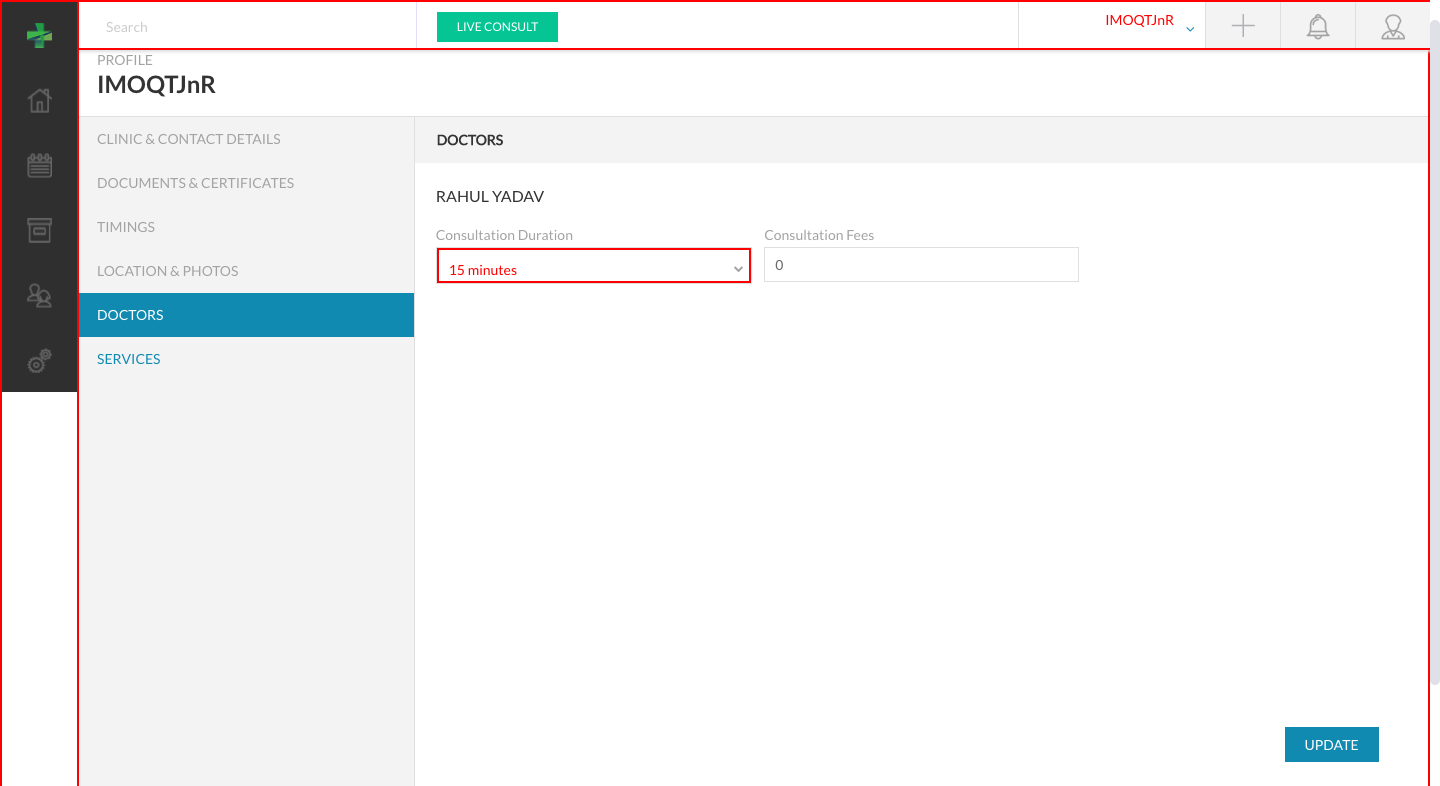 Search
LIVE CONSULT
IMOQTJnR
PROFILE
IMOQTJnR
CLINIC & CONTACT DETAILS
DOCUMENTS & CERTIFICATES
TIMINGS
LOCATION & PHOTOS
DOCTORS
SERVICES
DOCTORS
RAHUL YADAV
Consultation Duration
15 minutes
Consultation Fees
0
UPDATE